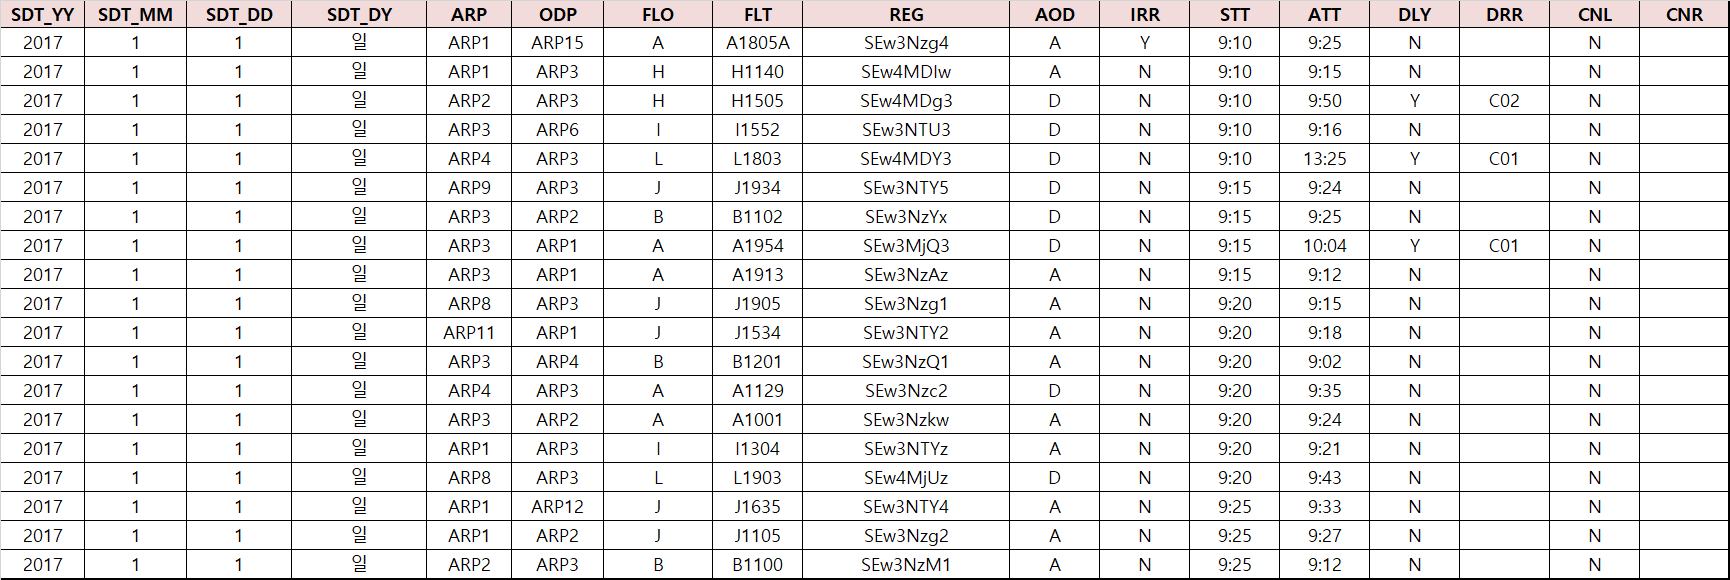 SDT_YY SDT_MM SDT_DD SDT_DY ARP ODP FLO FLT REG AOD IRR STT ATT DLY DRR CNL CNR
2017 1 1 일 ARP1 ARP15 A A1805A SEw3Nzg4 A Y 9:10 9:25 N N
2017 1 1 일 ARP1 ARP3 H H1140 SEw4MDIw A N 9:10 9:15 N N
2017 1 1 일 ARP2 ARP3 H H1505 SEw4MDg3 D N 9:10 9:50 Y C02 N
2017 1 1 일 ARP3 ARP6 I I1552 SEw3NTU3 D N 9:10 9:16 N N
2017 1 1 일 ARP4 ARP3 L L1803 SEw4MDY3 D N 9:10 13:25 Y C01 N
2017 1 1 일 ARP9 ARP3 J J1934 SEw3NTY5 D N 9:15 9:24 N N
2017 1 1 일 ARP3 ARP2 B B1102 SEw3NzYx D N 9:15 9:25 N N
2017 1 1 일 ARP3 ARP1 A A1954 SEw3MjQ3 D N 9:15 10:04 Y C01 N
2017 1 1 일 ARP3 ARP1 A A1913 SEw3NzAz A N 9:15 9:12 N N
2017 1 1 일 ARP8 ARP3 J J1905 SEw3Nzg1 A N 9:20 9:15 N N
2017 1 1 일 ARP11 ARP1 J J1534 SEw3NTY2 A N 9:20 9:18 N N
2017 1 1 일 ARP3 ARP4 B B1201 SEw3NzQ1 A N 9:20 9:02 N N
2017 1 1 일 ARP4 ARP3 A A1129 SEw3Nzc2 D N 9:20 9:35 N N
2017 1 1 일 ARP3 ARP2 A A1001 SEw3Nzkw A N 9:20 9:24 N N
2017 1 1 일 ARP1 ARP3 I I1304 SEw3NTYz A N 9:20 9:21 N N
2017 1 1 일 ARP8 ARP3 L L1903 SEw4MjUz D N 9:20 9:43 N N
2017 1 1 일 ARP1 ARP12 J J1635 SEw3NTY4 A N 9:25 9:33 N N
2017 1 1 일 ARP1 ARP2 J J1105 SEw3Nzg2 A N 9:25 9:27 N N
2017 1 1 일 ARP2 ARP3 B B1100 SEw3NzM1 A N 9:25 9:12 N N